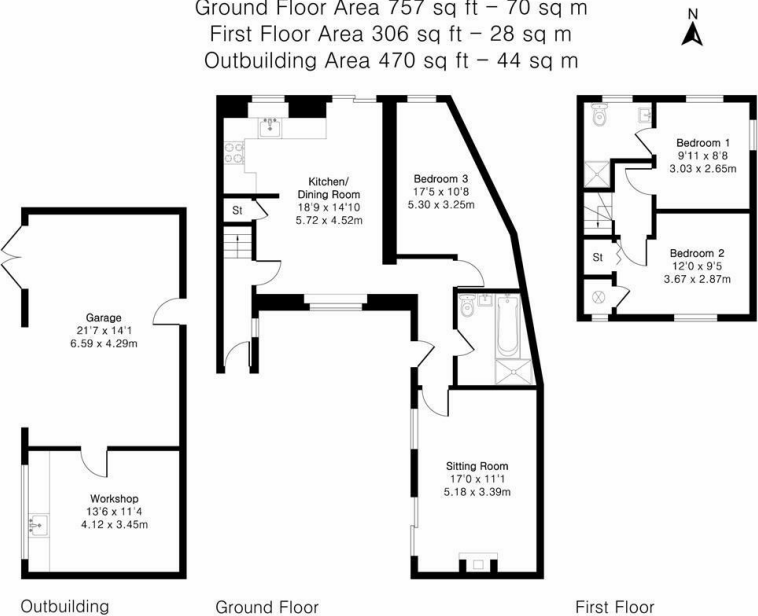 Ground Floor Area 757 sq ft – 70 sq m
First Floor Area 306 sq ft – 28 sq m
Outbuilding Area 470 sq ft – 44 sq m
N
Kitchen/
Dining Room
18'9 x 14'10
5.72 x 4.52m
St
Bedroom 3
17'5 x 10'8
5.30 x 3.25m
Bedroom 1
9'11 x 8'8
3.03 x 2.65m
Bedroom 2
12'0 x 9'5
3.67 x 2.87m
St
Garage
21'7 x 14'1
6.59 x 4.29m
Workshop
13'6 x 11'4
4.12 x 3.45m
Sitting Room
17'0 x 11'1
5.18 x 3.39m
Outbuilding
Ground Floor
First Floor